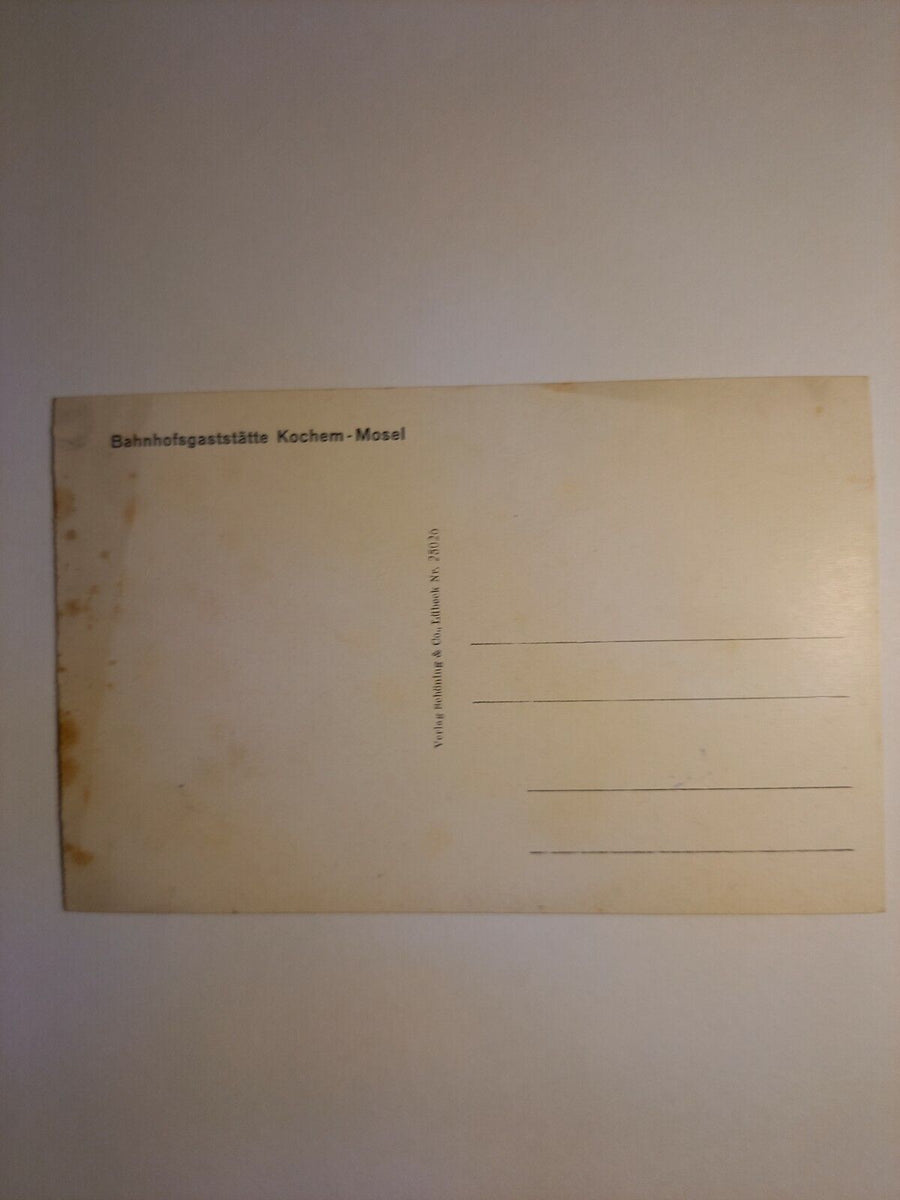 Bahnhofsgaststätte Kochem-Mosel
Verlag Schöning & Co., Lübeck Nr. 25026